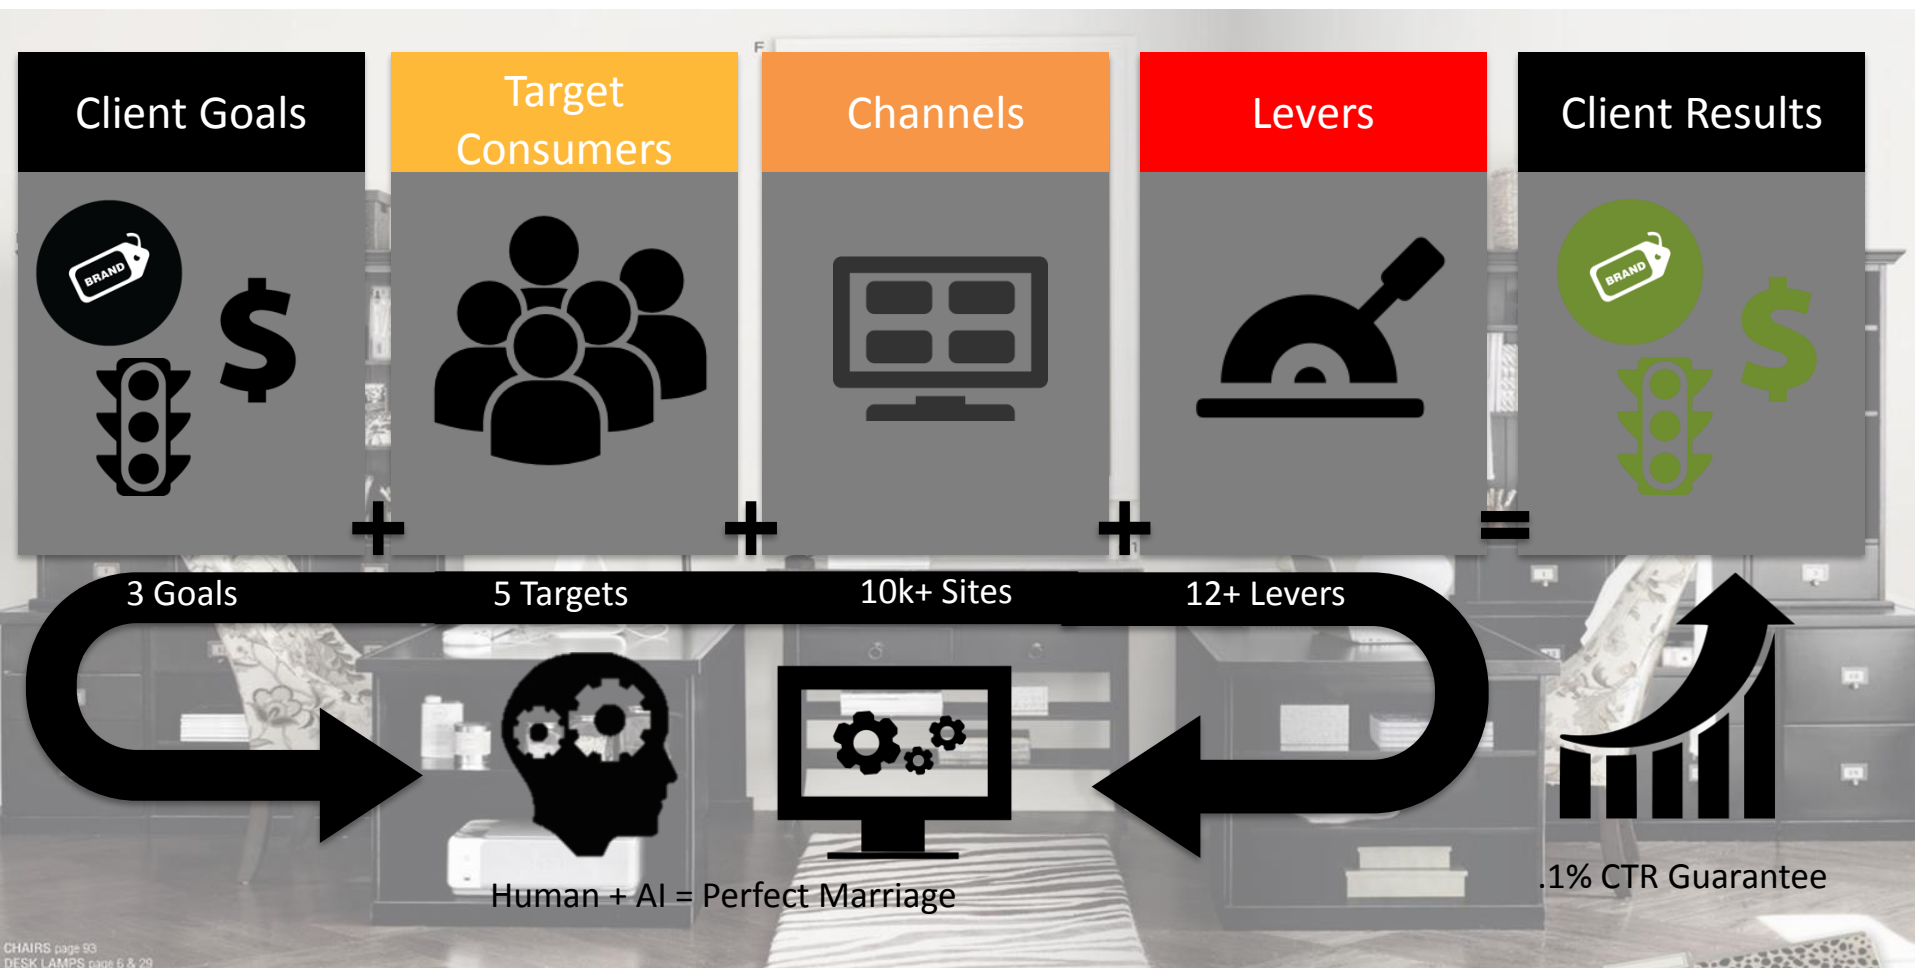 Client Goals
Target
Consumers
Channels
Levers
Client Results
BRAND
BRAND
$
$
+
+
+
=
3 Goals
5 Targets
10k+ Sites
12+ Levers
Human + AI = Perfect Marriage
.1% CTR Guarantee
F
CHAIRS page 93
DESK LAMPS page 6 & 29